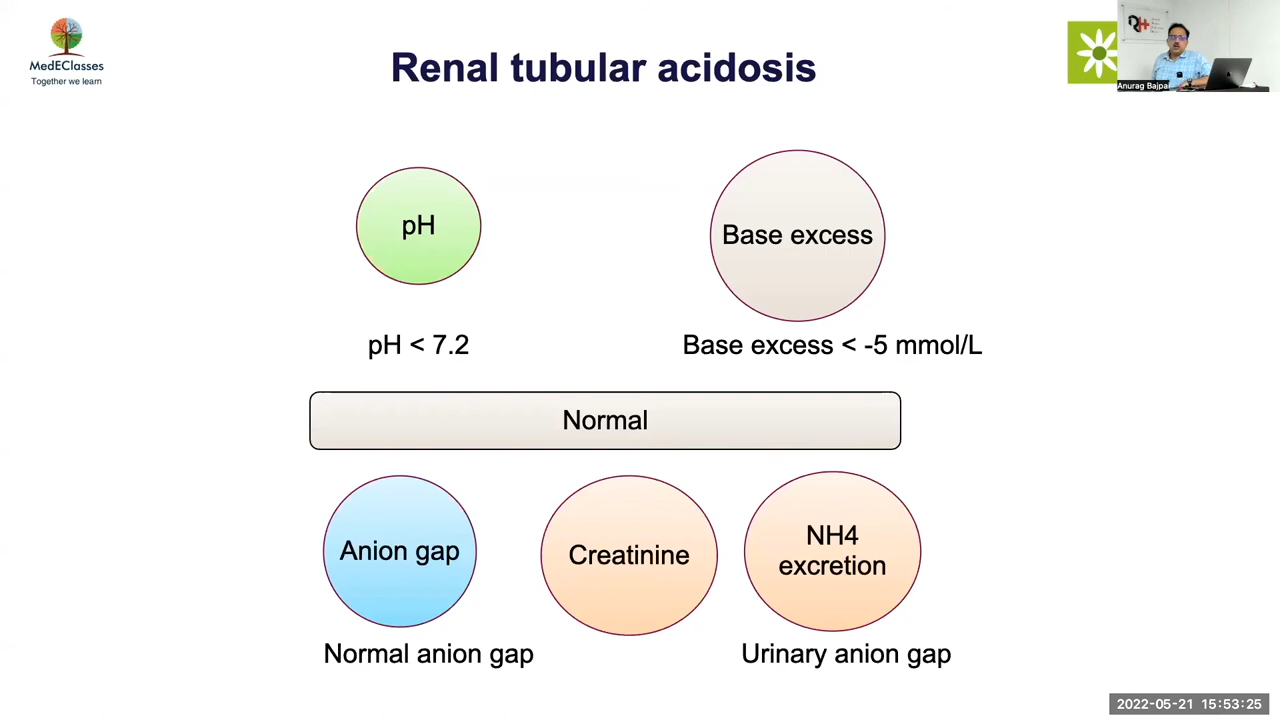 MedEClasses
Together we learn
Renal tubular acidosis
Anurag Bajpai
pH
Base excess
pH < 7.2
Base excess < -5 mmol/L
Normal
Anion gap
Creatinine
NH4
excretion
Normal anion gap
Urinary anion gap
2022-05-21 15:53:25